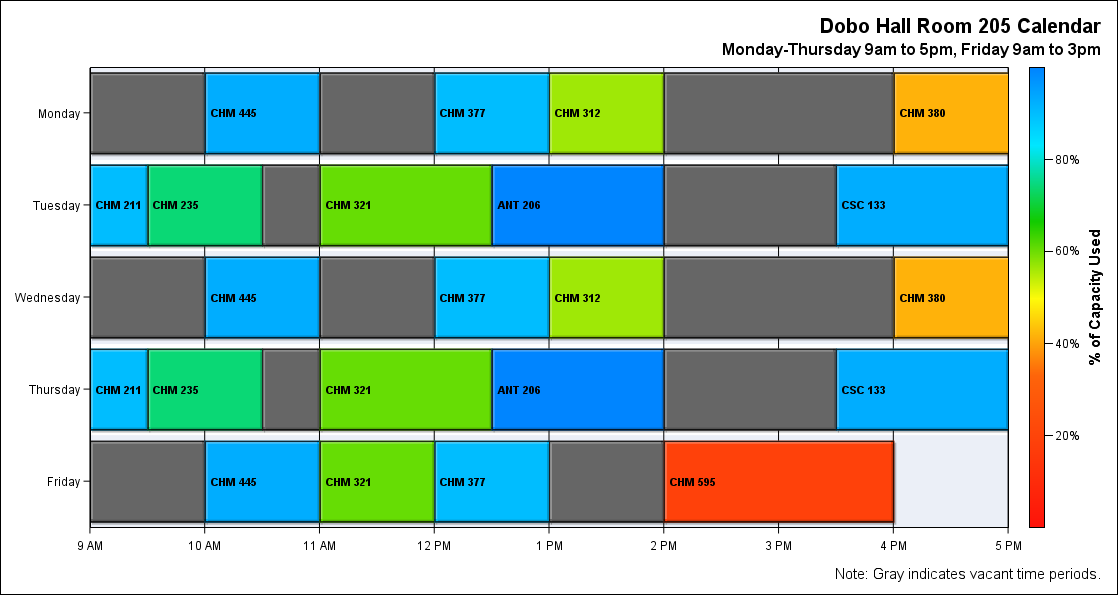 Dobo Hall Room 205 Calendar
Monday-Thursday 9am to 5pm, Friday 9am to 3pm
Monday
CHM 445
CHM 377
CHM 312
CHM 380
Tuesday
CHM 211
CHM 235
CHM 321
ANT 206
CSC 133
Wednesday
CHM 445
CHM 377
CHM 312
CHM 380
Thursday
CHM 211
CHM 235
CHM 321
ANT 206
CSC 133
Friday
CHM 445
CHM 321
CHM 377
CHM 595
9 AM
10 AM
11 AM
12 PM
1 PM
2 PM
3 PM
4 PM
5 PM
80%
60%
40%
20%
% of Capacity Used
Note: Gray indicates vacant time periods.